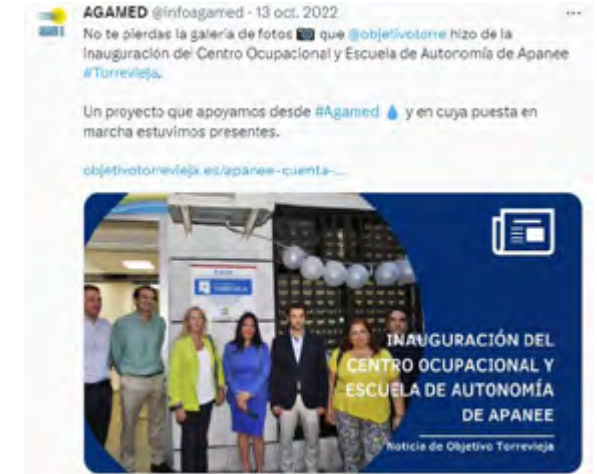 AGAMED @infoagamed · 13 oct. 2022
No te pierdas la galería de fotos 📷 que @objetivotorre hizo de la
Inauguración del Centro Ocupacional y Escuela de Autonomía de Apanee
#Torrevieja.
Un proyecto que apoyamos desde #Agamed 💧 y en cuya puesta en
marcha estuvimos presentes.
objetivotorrevieja.es/apanee-cuenta-...
INAUGURACIÓN DEL
CENTRO OCUPACIONAL Y
ESCUELA DE AUTONOMÍA
DE APANEE
Noticia de Objetivo Torrevieja